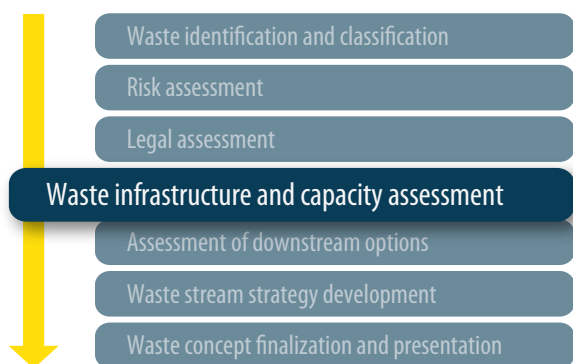 Waste identification and classification
Risk assessment
Legal assessment
Waste infrastructure and capacity assessment
Assessment of downstream options
Waste stream strategy development
Waste concept finalization and presentation